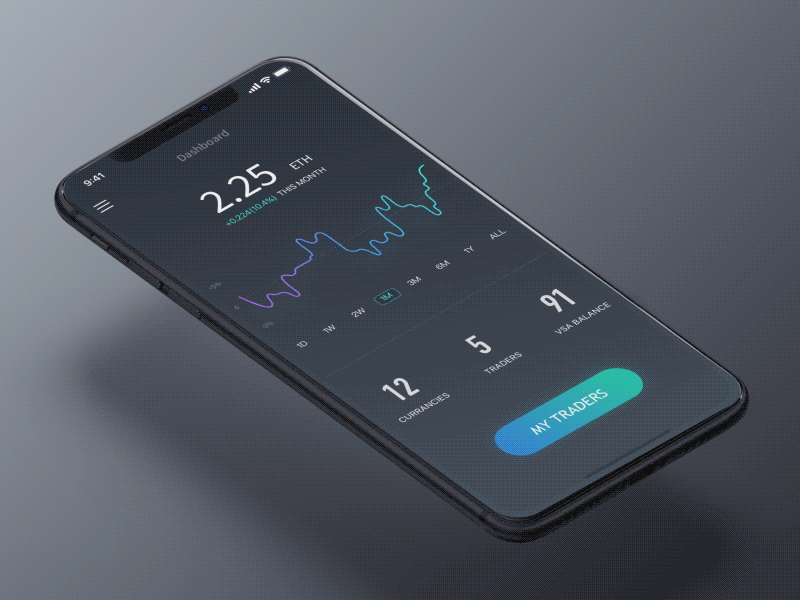 9:41
Dashboard
2.25 ETH
+0.224(10.4%) THIS MONTH
+5%
0
-5%
1D 1W 2W 1M 3M 6M 1Y ALL
12
CURRANCIES
5
TRADERS
91
VSA BALANCE
MY TRADERS